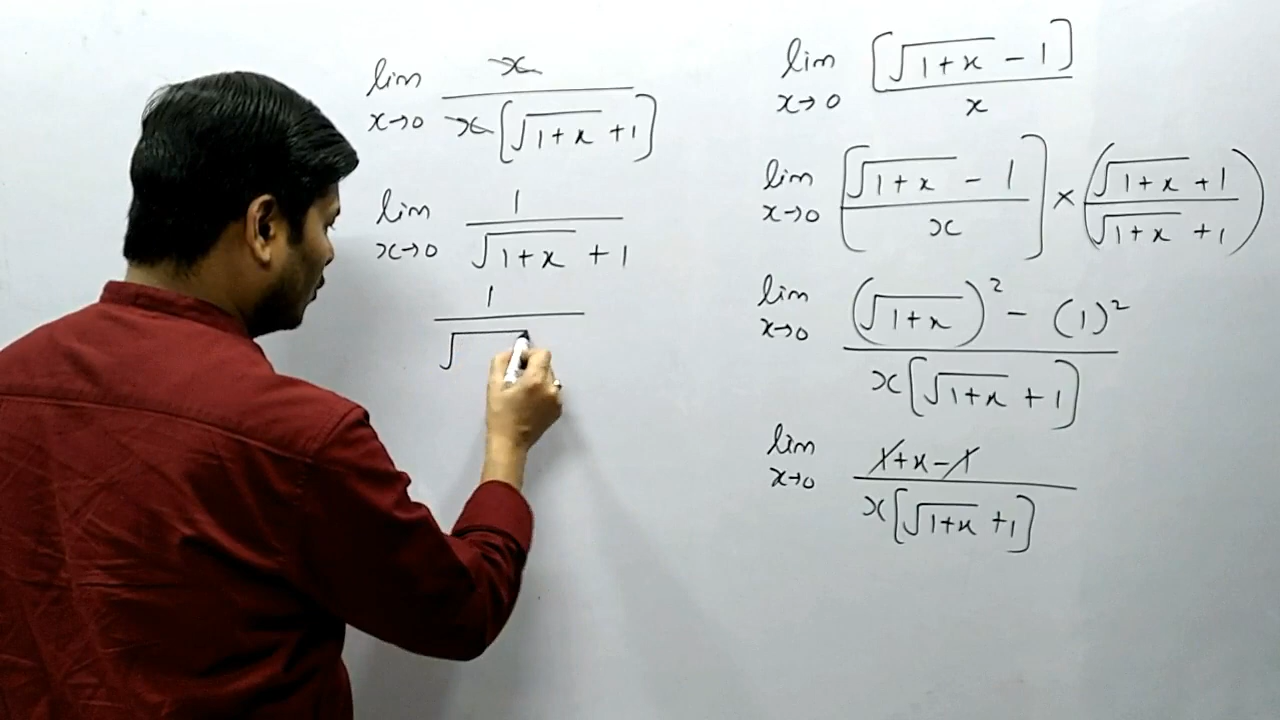 lim x→0 [√1+x - 1] / x
lim x→0 [√1+x - 1 / x] × (√1+x + 1 / √1+x + 1)
lim x→0 (√1+x)² - (1)² / x[√1+x + 1]
lim x→0 1+x-1 / x[√1+x +1]
lim x→0 x / x[√1+x +1]
lim x→0 1 / √1+x + 1
1 / √